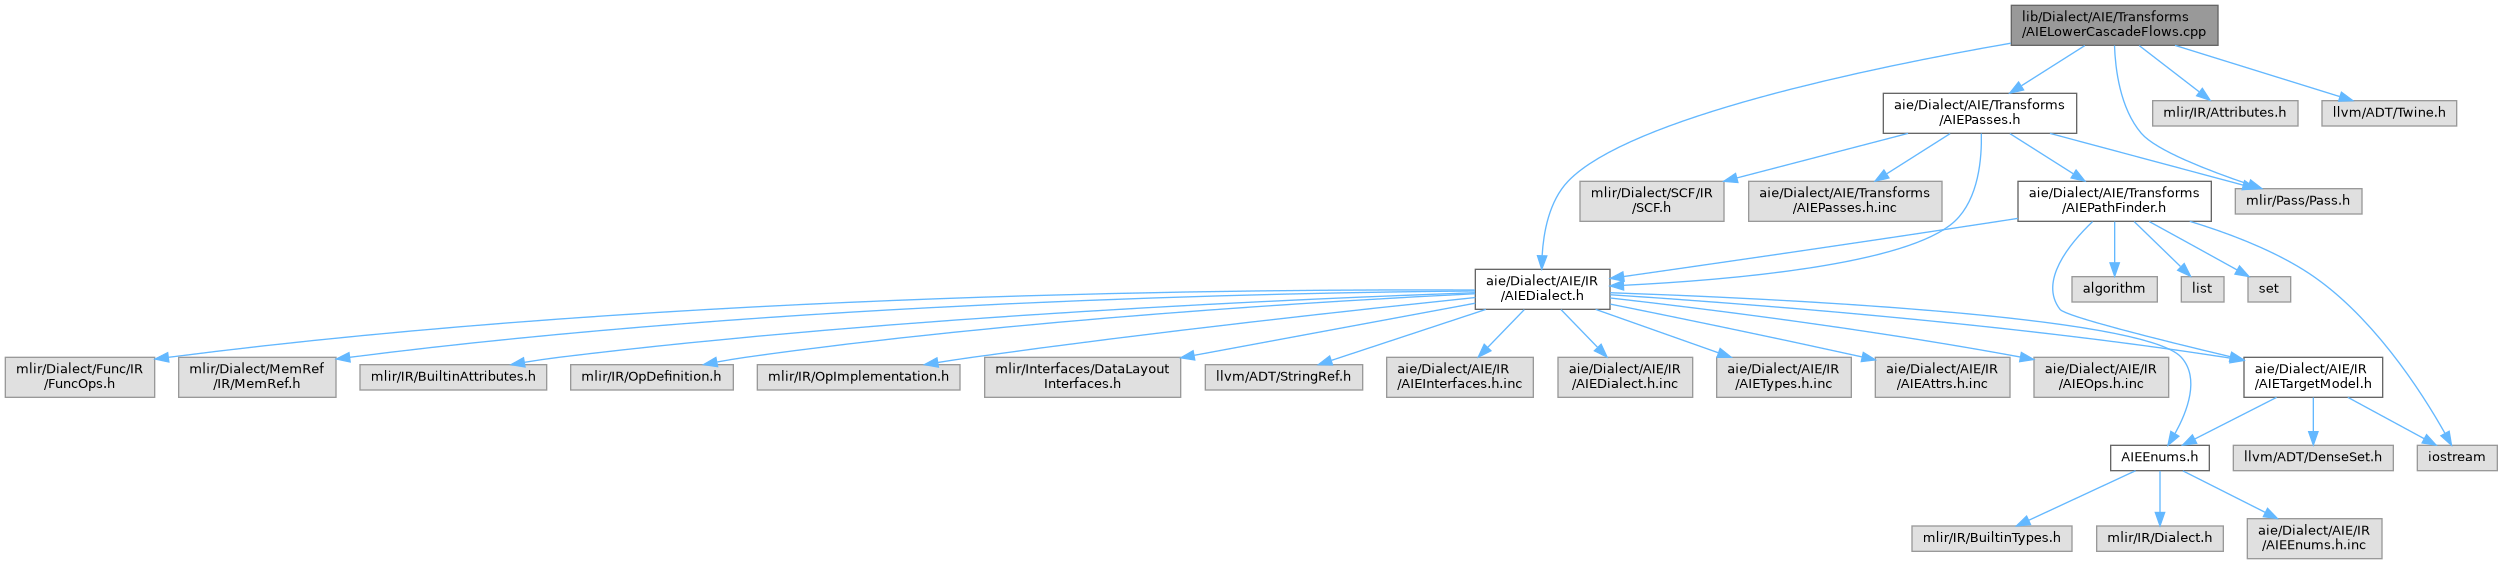 lib/Dialect/AIE/Transforms
/AIELowerCascadeFlows.cpp
aie/Dialect/AIE/Transforms
/AIEPasses.h
mlir/IR/Attributes.h
llvm/ADT/Twine.h
mlir/Dialect/SCF/IR
/SCF.h
aie/Dialect/AIE/Transforms
/AIEPasses.h.inc
aie/Dialect/AIE/Transforms
/AIEPathFinder.h
mlir/Pass/Pass.h
aie/Dialect/AIE/IR
/AIEDialect.h
algorithm
list
set
mlir/Dialect/Func/IR
/FuncOps.h
mlir/Dialect/MemRef
/IR/MemRef.h
mlir/IR/BuiltinAttributes.h
mlir/IR/OpDefinition.h
mlir/IR/OpImplementation.h
mlir/Interfaces/DataLayout
Interfaces.h
llvm/ADT/StringRef.h
aie/Dialect/AIE/IR
/AIEInterfaces.h.inc
aie/Dialect/AIE/IR
/AIEDialect.h.inc
aie/Dialect/AIE/IR
/AIETypes.h.inc
aie/Dialect/AIE/IR
/AIEAttrs.h.inc
aie/Dialect/AIE/IR
/AIEOps.h.inc
aie/Dialect/AIE/IR
/AIETargetModel.h
AIEEnums.h
llvm/ADT/DenseSet.h
iostream
mlir/IR/BuiltinTypes.h
mlir/IR/Dialect.h
aie/Dialect/AIE/IR
/AIEEnums.h.inc